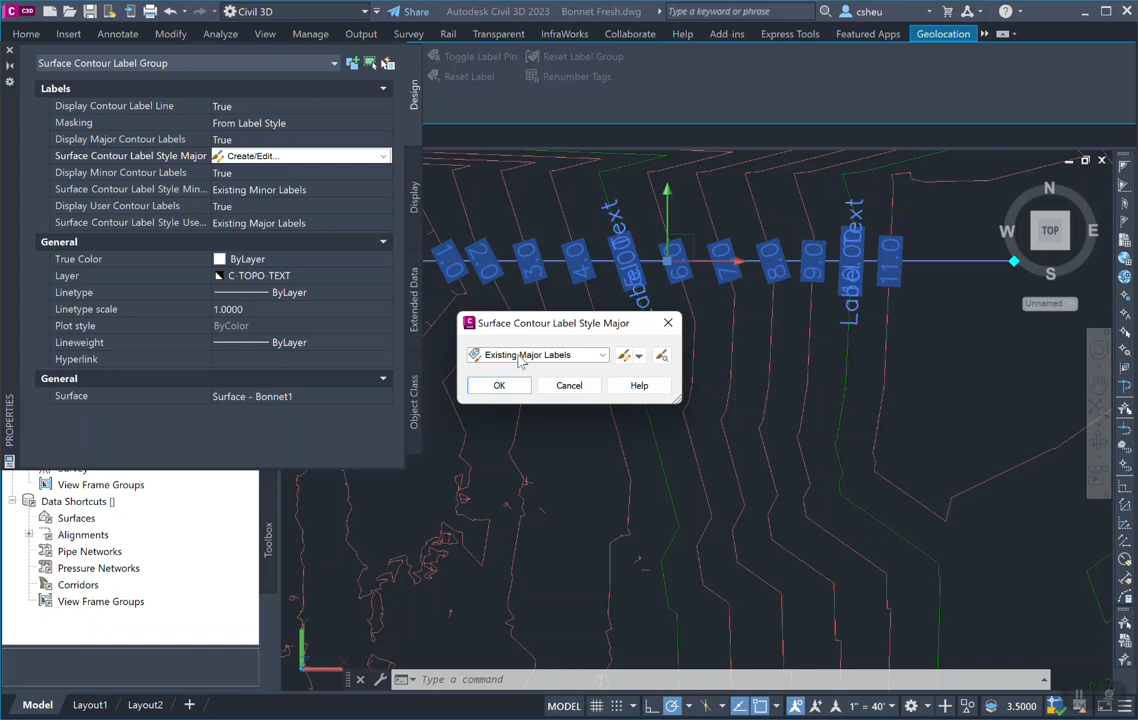 C3D
Civil 3D
Share
Autodesk Civil 3D 2023
Bonnet Fresh.dwg
Type a keyword or phrase
csheu
Home
Insert
Annotate
Modify
Analyze
View
Manage
Output
Survey
Rail
Transparent
InfraWorks
Collaborate
Help
Add-ins
Express Tools
Featured Apps
Geolocation
Surface Contour Label Group
Toggle Label Pin
Reset Label Group
Reset Label
Renumber Tags
Labels
Display Contour Label Line True
Masking From Label Style
Display Major Contour Labels True
Surface Contour Label Style Major Create/Edit...
Display Minor Contour Labels True
Surface Contour Label Style Min... Existing Minor Labels
Display User Contour Labels True
Surface Contour Label Style Use... Existing Major Labels
General
True Color ByLayer
Layer C-TOPO-TEXT
Linetype ByLayer
Linetype scale 1.0000
Plot style ByColor
Lineweight ByLayer
Hyperlink
General
Surface Surface - Bonnet1
Design
Display
Extended Data
Object Class
PROPERTIES
1.0
2.0
3.0
4.0
5.0
6.0
7.0
8.0
9.0
11.0
Label Text
N
W
TOP
E
S
Unnamed
Surface Contour Label Style Major
Existing Major Labels
OK
Cancel
Help
Survey
View Frame Groups
Data Shortcuts []
Surfaces
Alignments
Pipe Networks
Pressure Networks
Corridors
View Frame Groups
Toolbox
Type a command
Model
Layout1
Layout2
MODEL
1" = 40'
3.5000